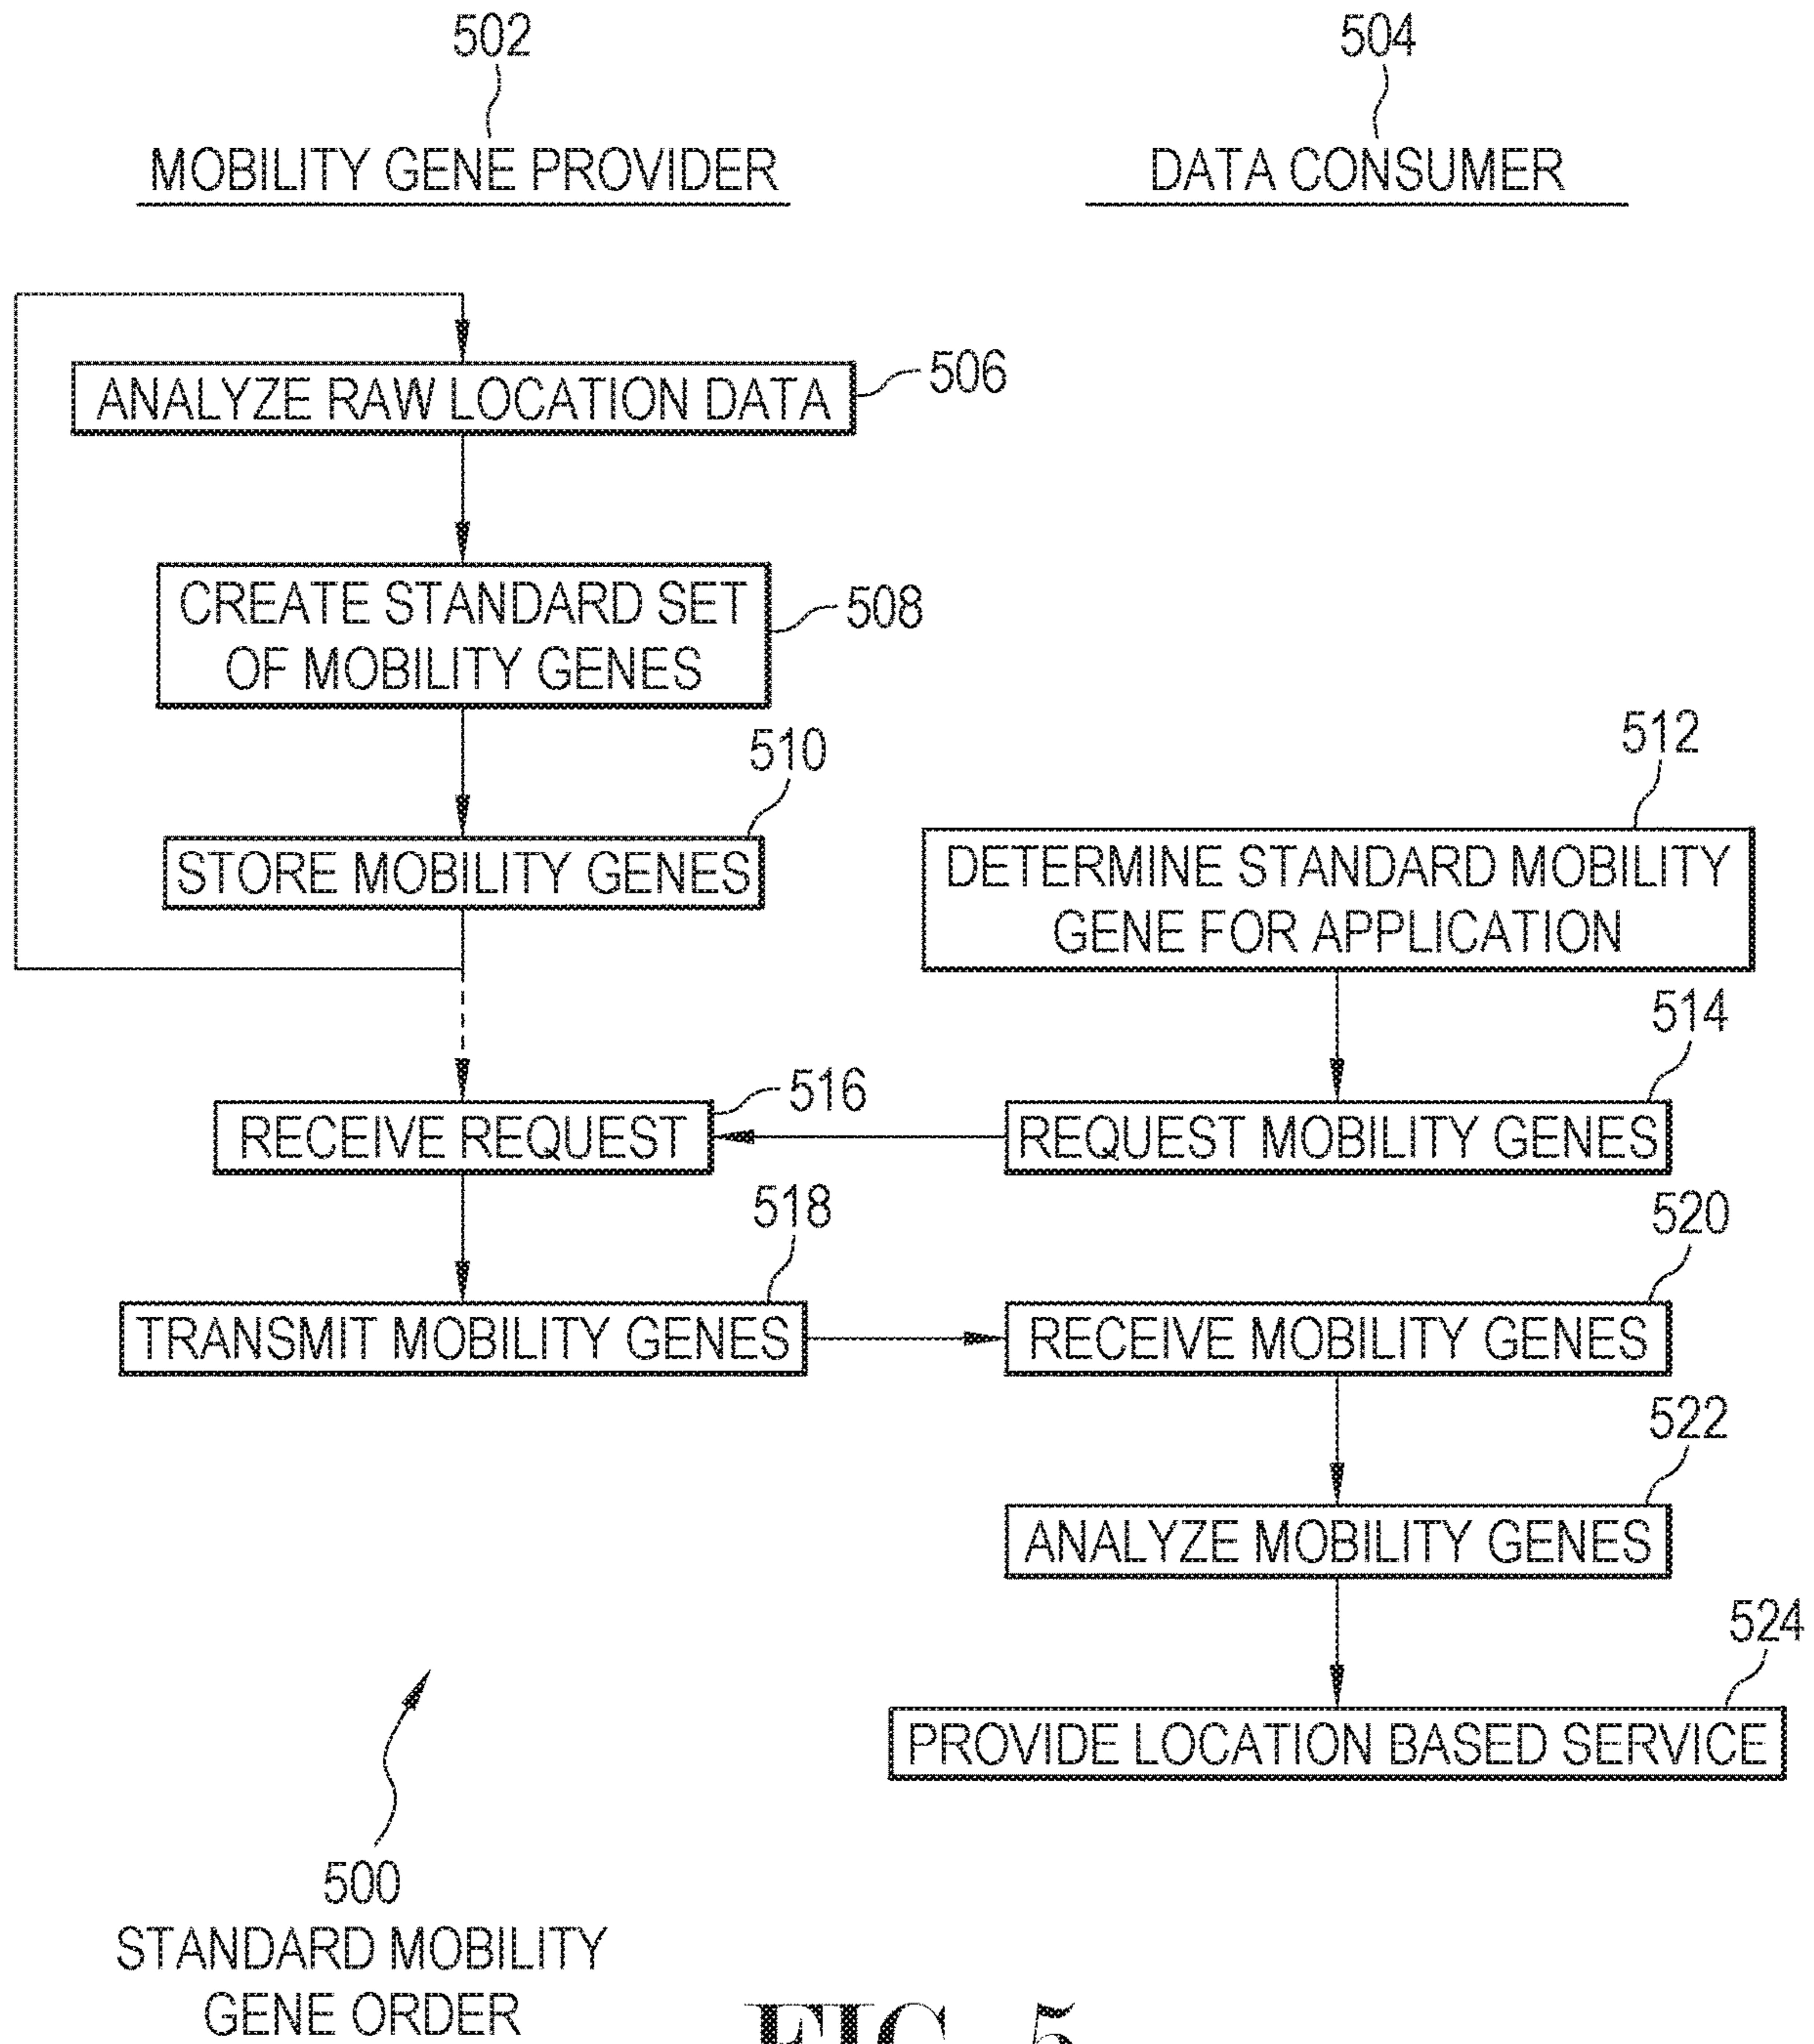 502
504
MOBILITY GENE PROVIDER
DATA CONSUMER
ANALYZE RAW LOCATION DATA
506
CREATE STANDARD SET
OF MOBILITY GENES
508
510
STORE MOBILITY GENES
512
DETERMINE STANDARD MOBILITY
GENE FOR APPLICATION
514
RECEIVE REQUEST
516
REQUEST MOBILITY GENES
518
520
TRANSMIT MOBILITY GENES
RECEIVE MOBILITY GENES
522
ANALYZE MOBILITY GENES
524
PROVIDE LOCATION BASED SERVICE
500
STANDARD MOBILITY
GENE ORDER
FIG. 5